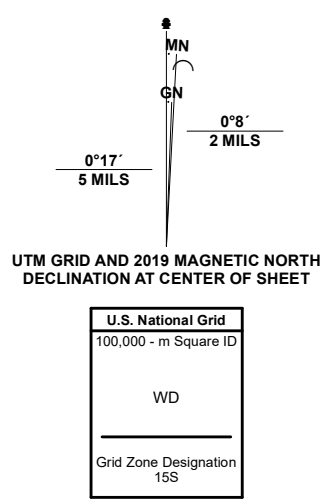 MN
GN
0°8´
2 MILS
0°17´
5 MILS
UTM GRID AND 2019 MAGNETIC NORTH
DECLINATION AT CENTER OF SHEET
U.S. National Grid
100,000 - m Square ID
WD
Grid Zone Designation
15S